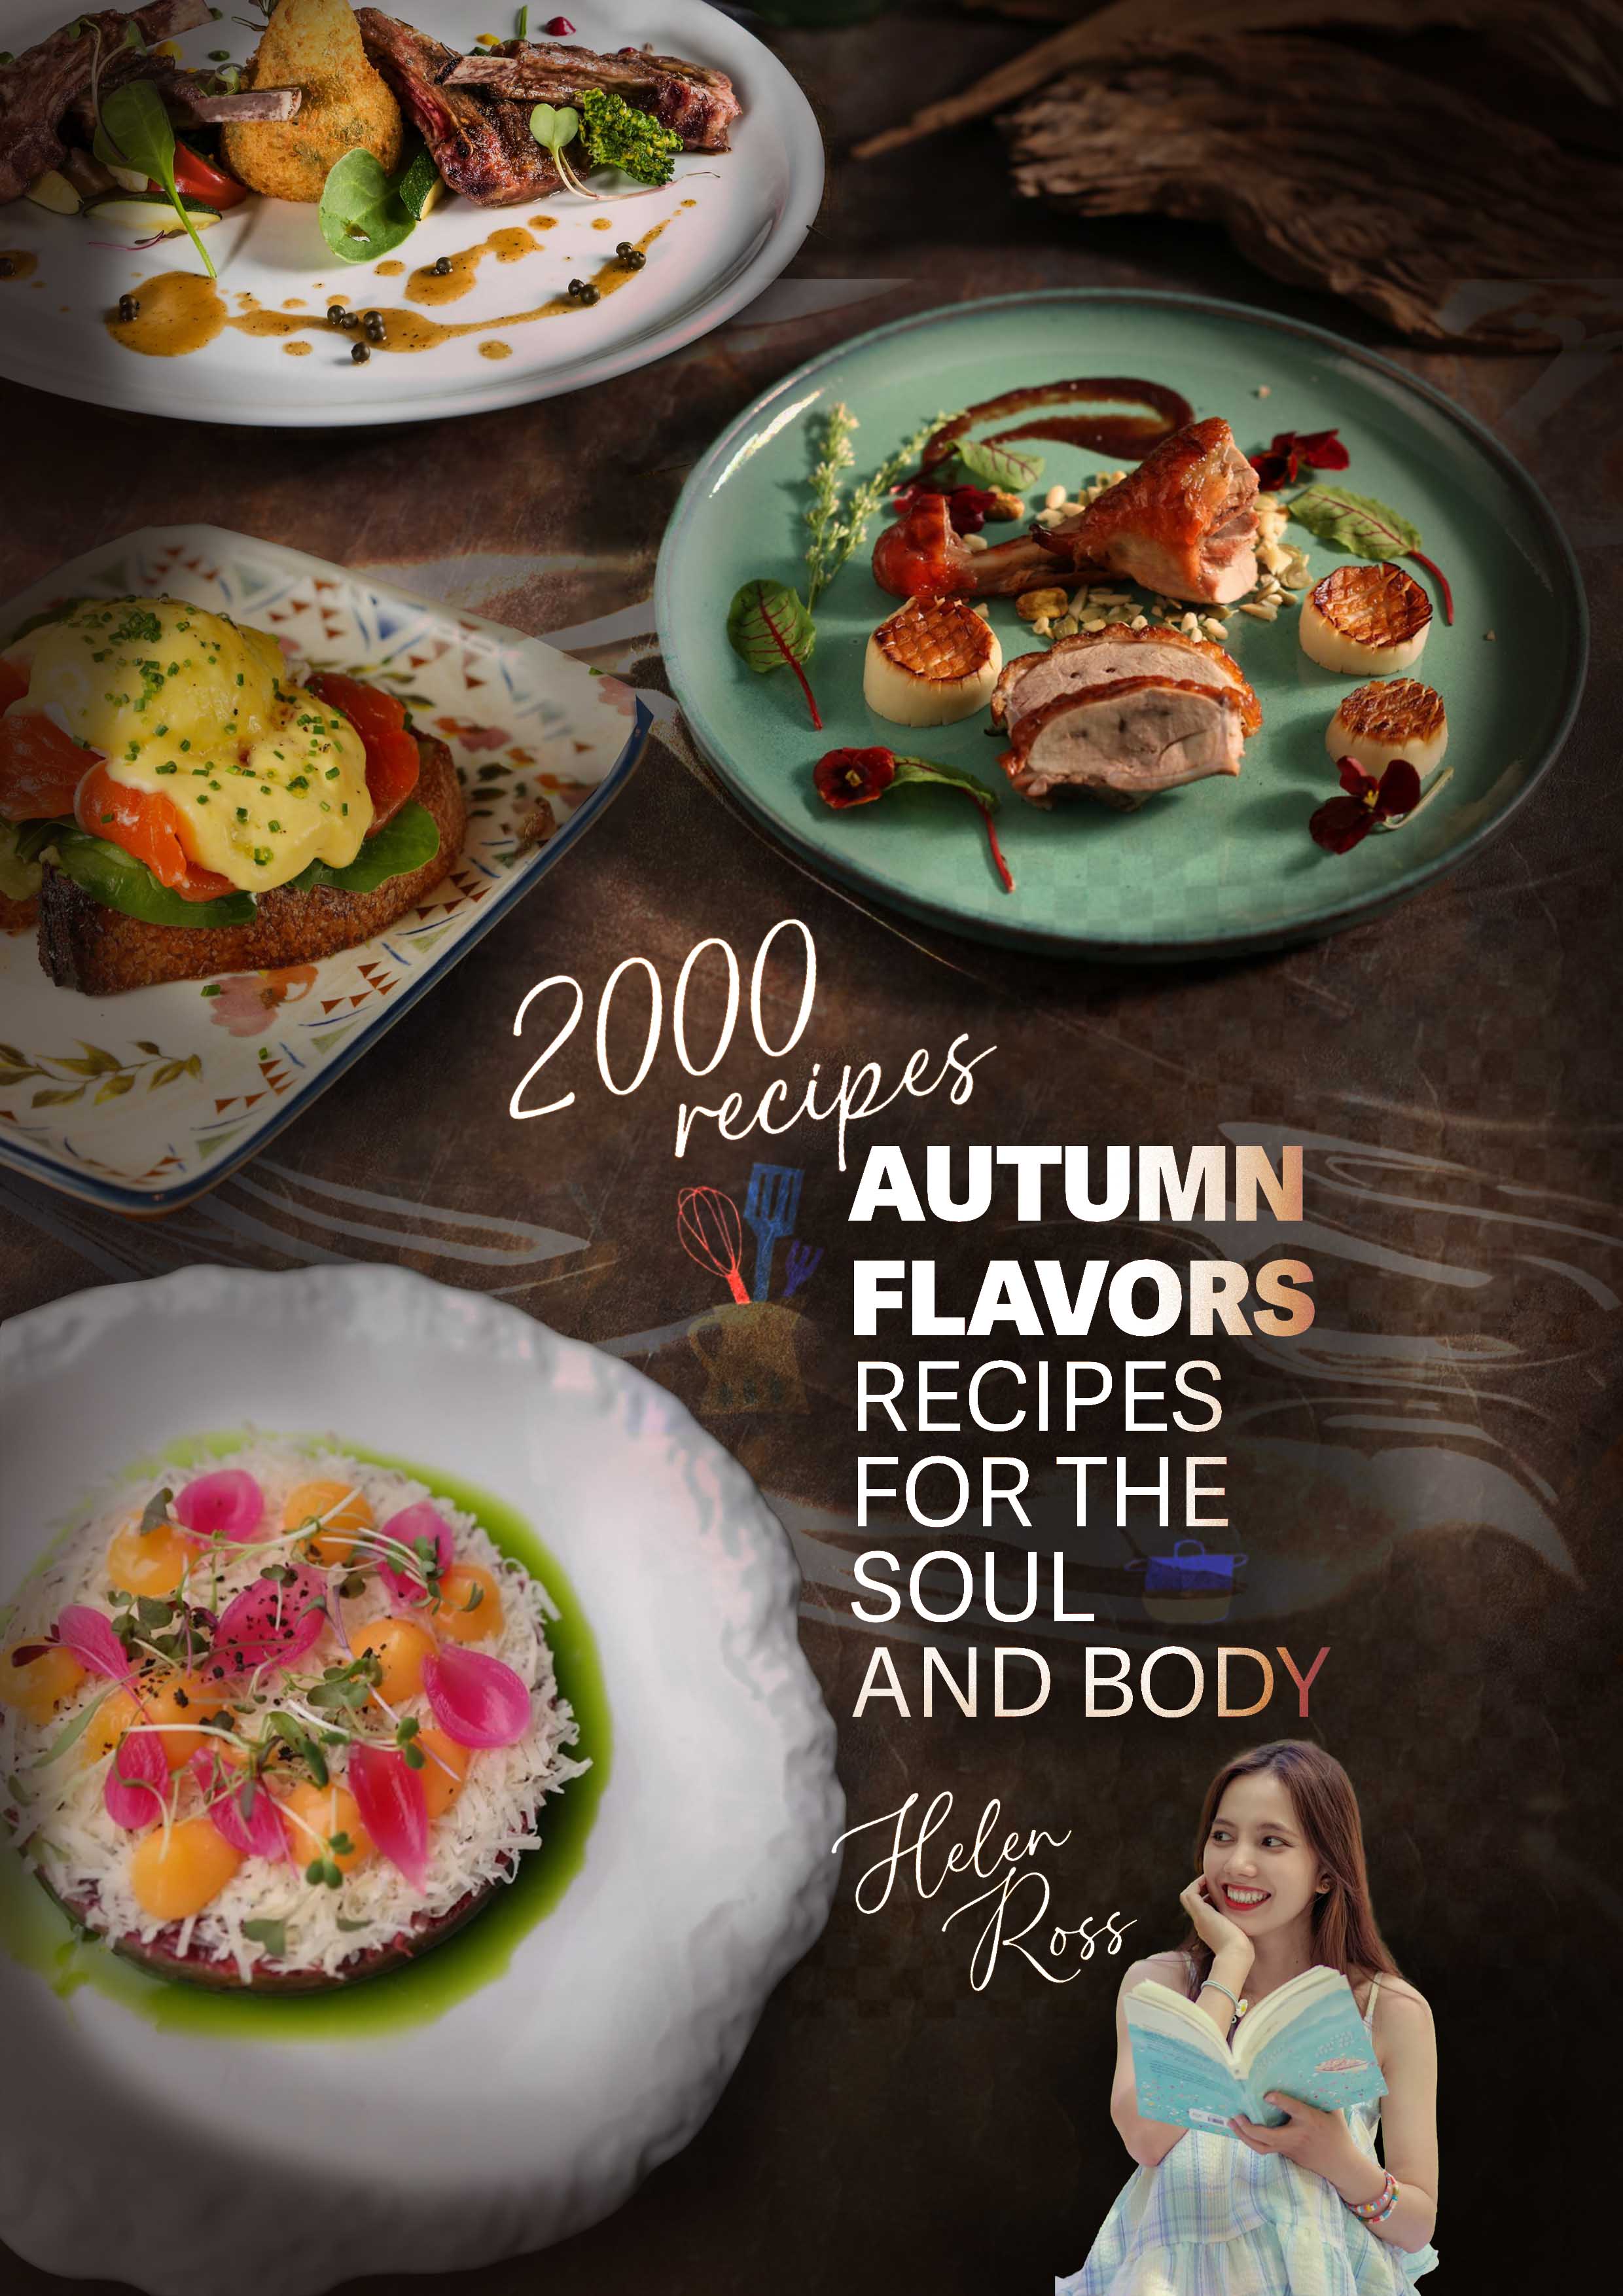 2000
recipes
AUTUMN
FLAVORS
RECIPES
FOR THE
SOUL
AND BODY
Helen
Ross